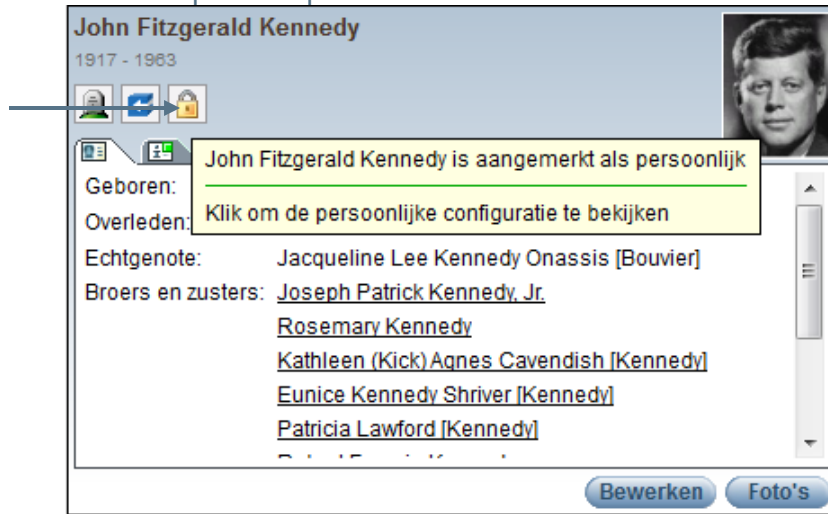 John Fitzgerald Kennedy
1917 - 1963
John Fitzgerald Kennedy is aangemerkt als persoonlijk
Klik om de persoonlijke configuratie te bekijken
Geboren:
Overleden:
Echtgenote: Jacqueline Lee Kennedy Onassis [Bouvier]
Broers en zusters: Joseph Patrick Kennedy, Jr.
Rosemary Kennedy
Kathleen (Kick) Agnes Cavendish [Kennedy]
Eunice Kennedy Shriver [Kennedy]
Patricia Lawford [Kennedy]
Bewerken Foto's